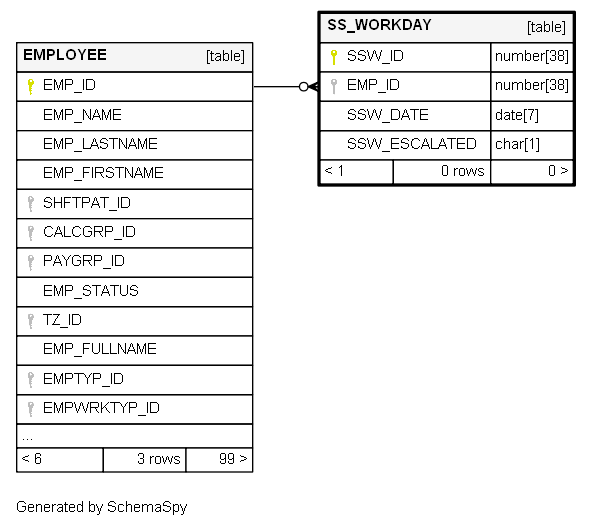 EMPLOYEE [table]
EMP_ID
EMP_NAME
EMP_LASTNAME
EMP_FIRSTNAME
SHFTPAT_ID
CALCGRP_ID
PAYGRP_ID
EMP_STATUS
TZ_ID
EMP_FULLNAME
EMPTYP_ID
EMPWRKTYP_ID
...
< 6 3 rows 99 >
SS_WORKDAY [table]
SSW_ID number[38]
EMP_ID number[38]
SSW_DATE date[7]
SSW_ESCALATED char[1]
< 1 0 rows 0 >
Generated by SchemaSpy